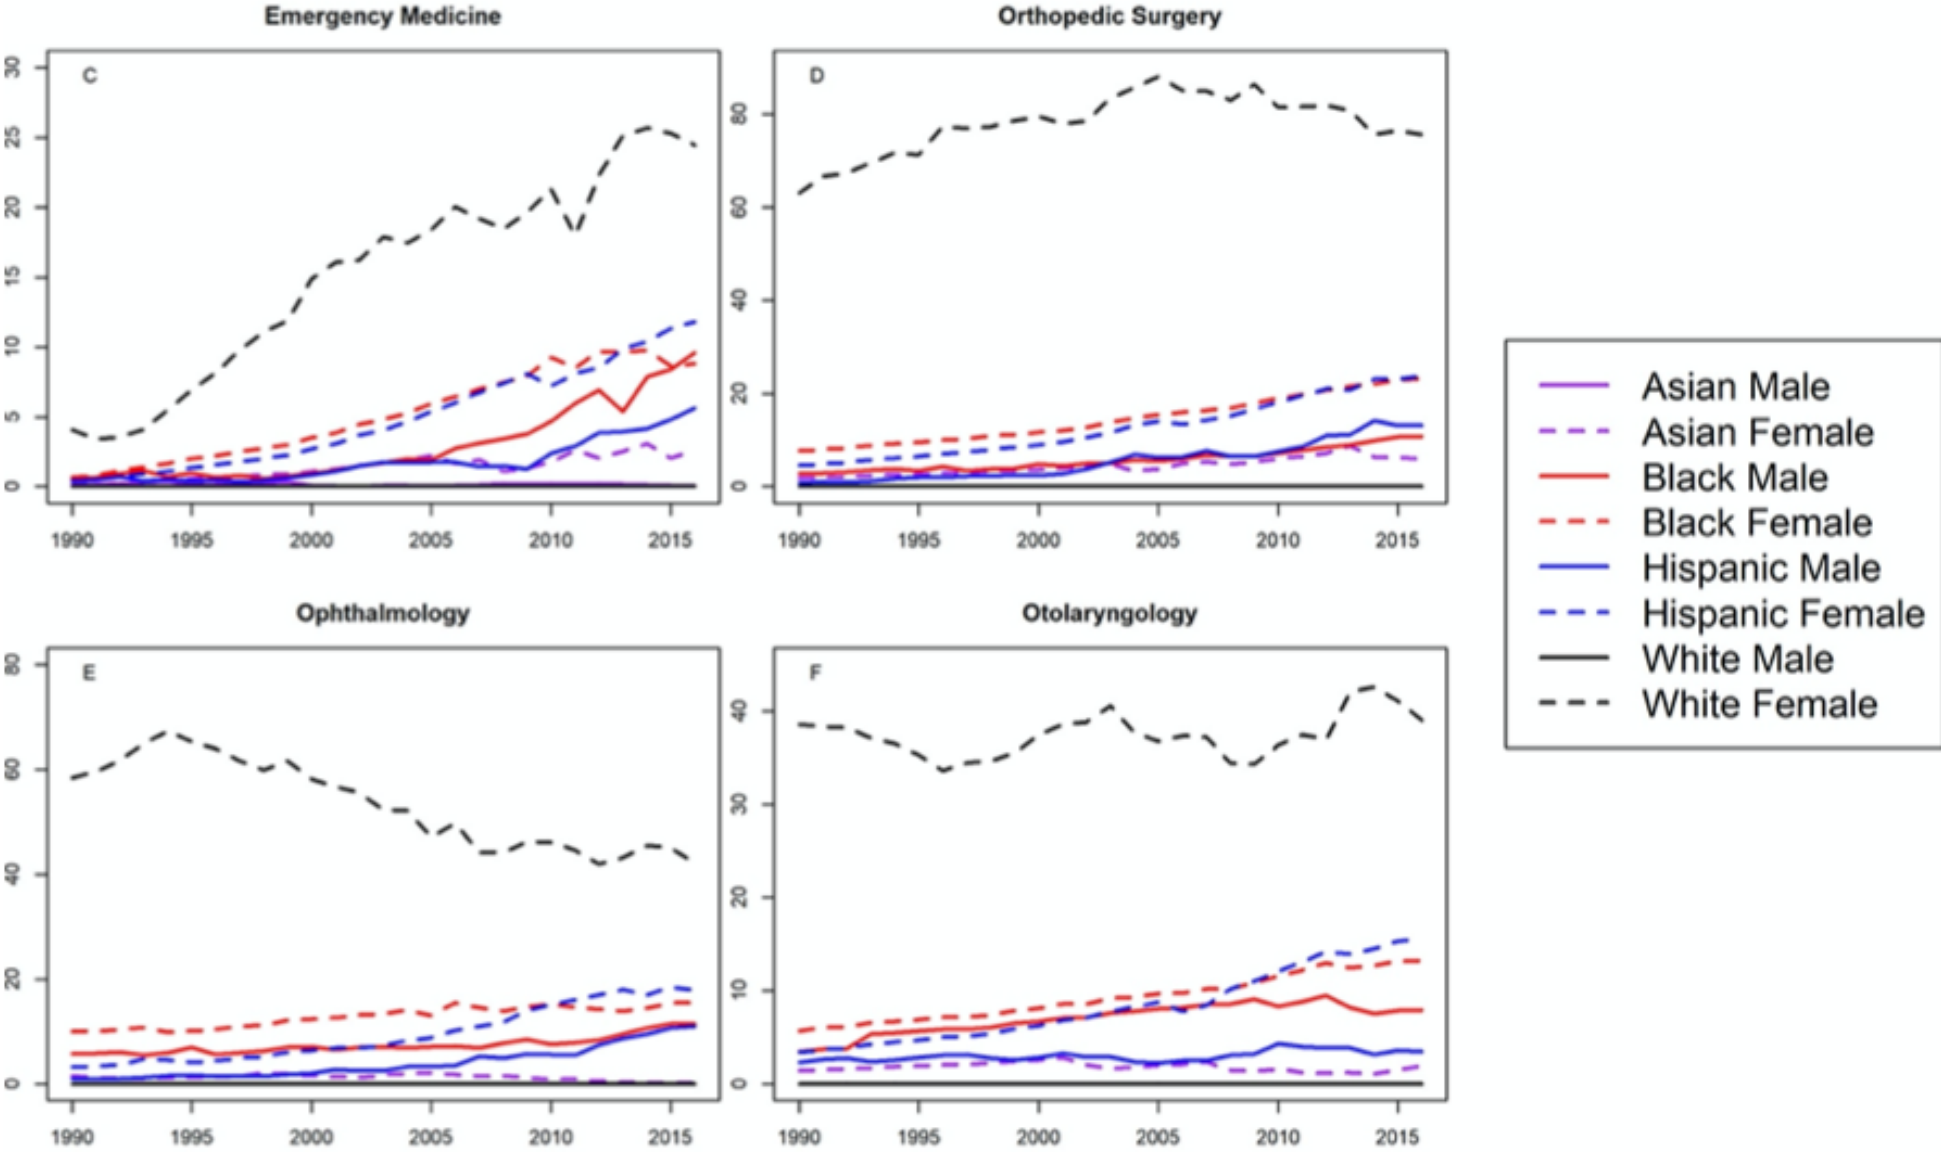 Emergency Medicine
C
30
25
20
15
10
5
0
1990 1995 2000 2005 2010 2015
Orthopedic Surgery
D
80
60
40
20
0
1990 1995 2000 2005 2010 2015
Ophthalmology
E
80
60
40
20
0
1990 1995 2000 2005 2010 2015
Otolaryngology
F
40
30
20
10
0
1990 1995 2000 2005 2010 2015
Asian Male
Asian Female
Black Male
Black Female
Hispanic Male
Hispanic Female
White Male
White Female